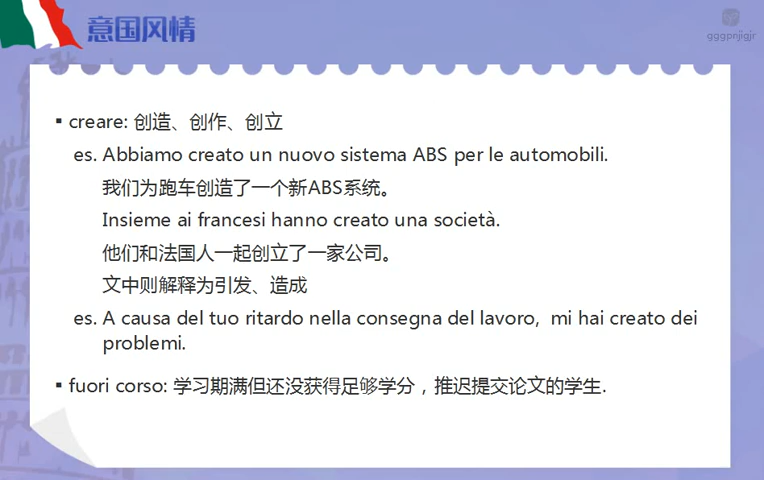 意国风情
gggpnjigjr
▪ creare: 创造、创作、创立
es. Abbiamo creato un nuovo sistema ABS per le automobili.
我们为跑车创造了一个新ABS系统。
Insieme ai francesi hanno creato una società.
他们和法国人一起创立了一家公司。
文中则解释为引发、造成
es. A causa del tuo ritardo nella consegna del lavoro, mi hai creato dei
problemi.
▪ fuori corso: 学习期满但还没获得足够学分，推迟提交论文的学生.